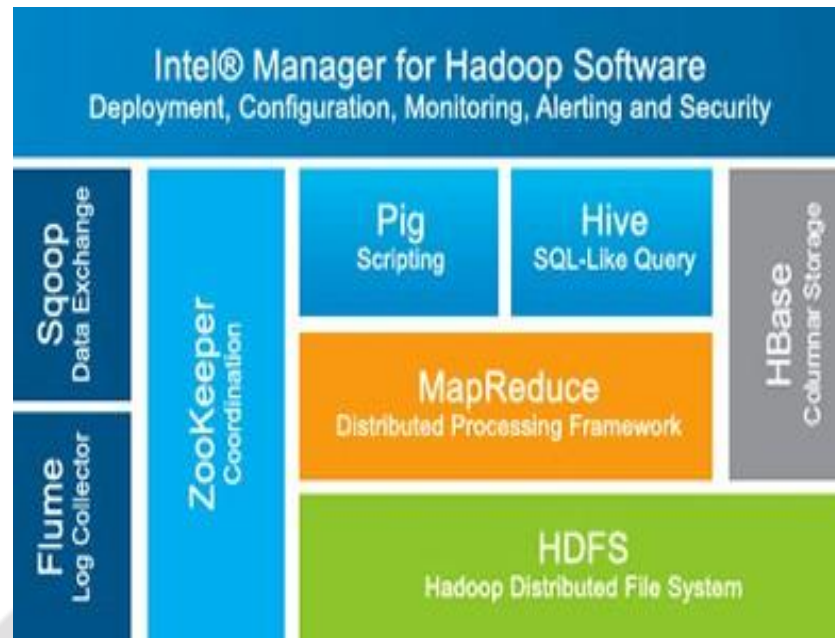 Intel® Manager for Hadoop Software
Deployment, Configuration, Monitoring, Alerting and Security
Sqoop
Data Exchange
Flume
Log Collector
ZooKeeper
Coordination
Pig
Scripting
Hive
SQL-Like Query
MapReduce
Distributed Processing Framework
HBase
Columnar Storage
HDFS
Hadoop Distributed File System